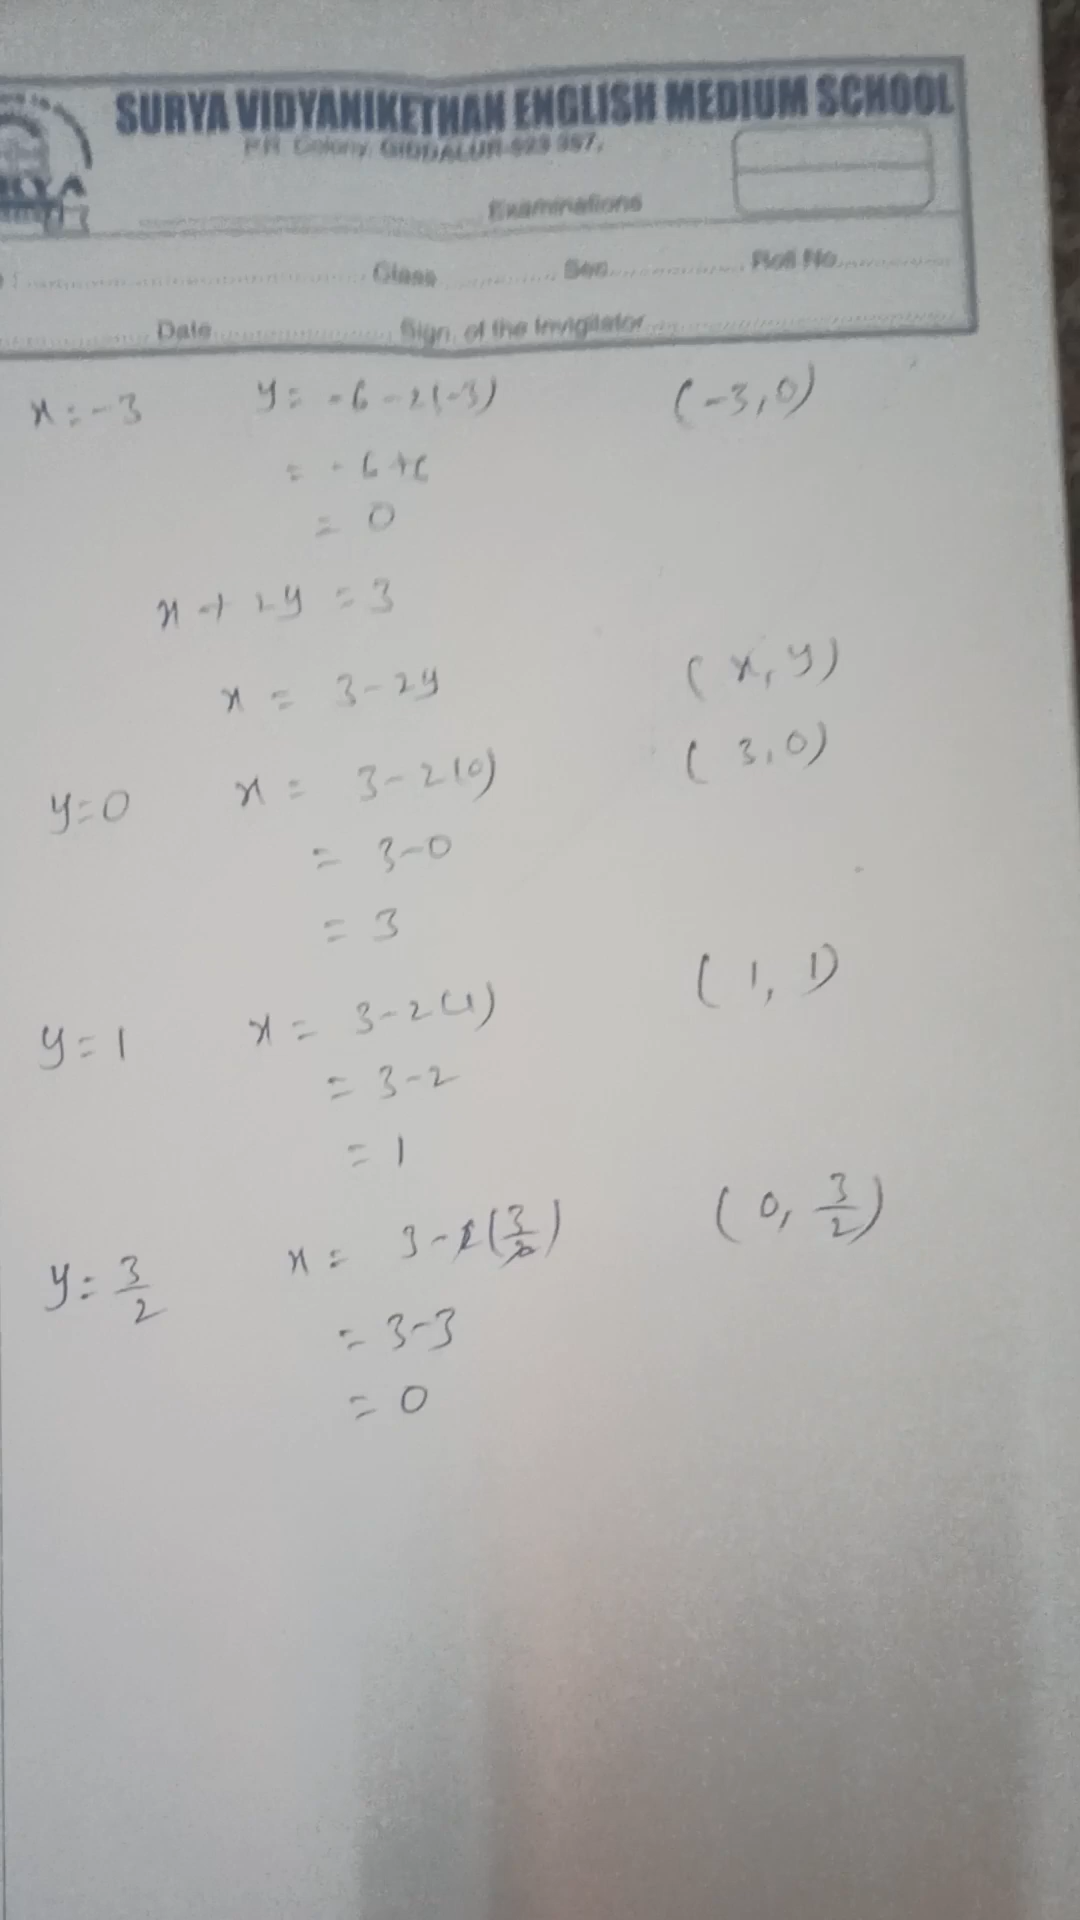 SURYA VIDYANIKETHAN ENGLISH MEDIUM SCHOOL
P.R. Colony, GIDDALUR-523 357,
Examinations
Class Sec. Roll No.
Date Sign. of the Invigilator
x = -3 y = -6 - 2(-3) (-3, 0)
= -6 + 6
= 0
x + 2y = 3
x = 3 - 2y (x, y)
y = 0 x = 3 - 2(0) (3, 0)
= 3 - 0
= 3
y = 1 x = 3 - 2(1) (1, 1)
= 3 - 2
= 1
y = 3/2 x = 3 - 2(3/2) (0, 3/2)
= 3 - 3
= 0